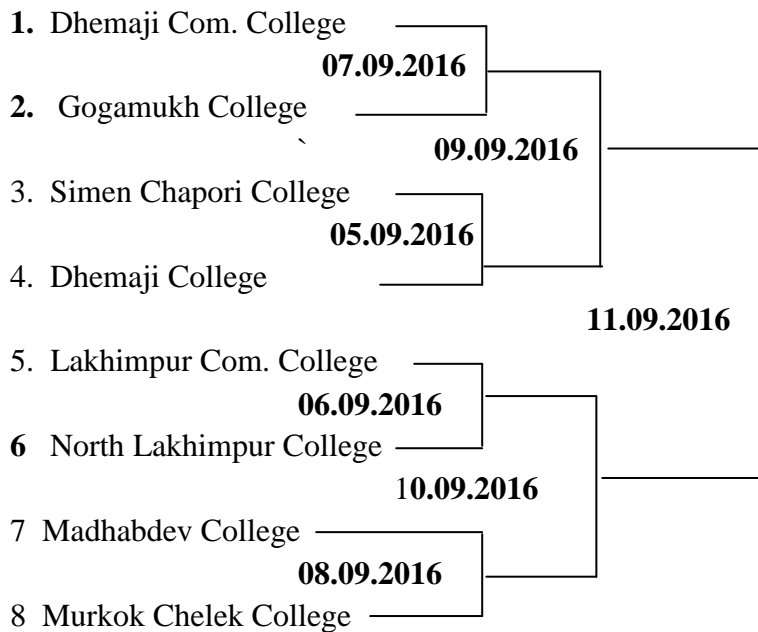 1. Dhemaji Com. College
07.09.2016
2. Gogamukh College
`
09.09.2016
3. Simen Chapori College
05.09.2016
4. Dhemaji College
11.09.2016
5. Lakhimpur Com. College
06.09.2016
6 North Lakhimpur College
10.09.2016
7 Madhabdev College
08.09.2016
8 Murkok Chelek College